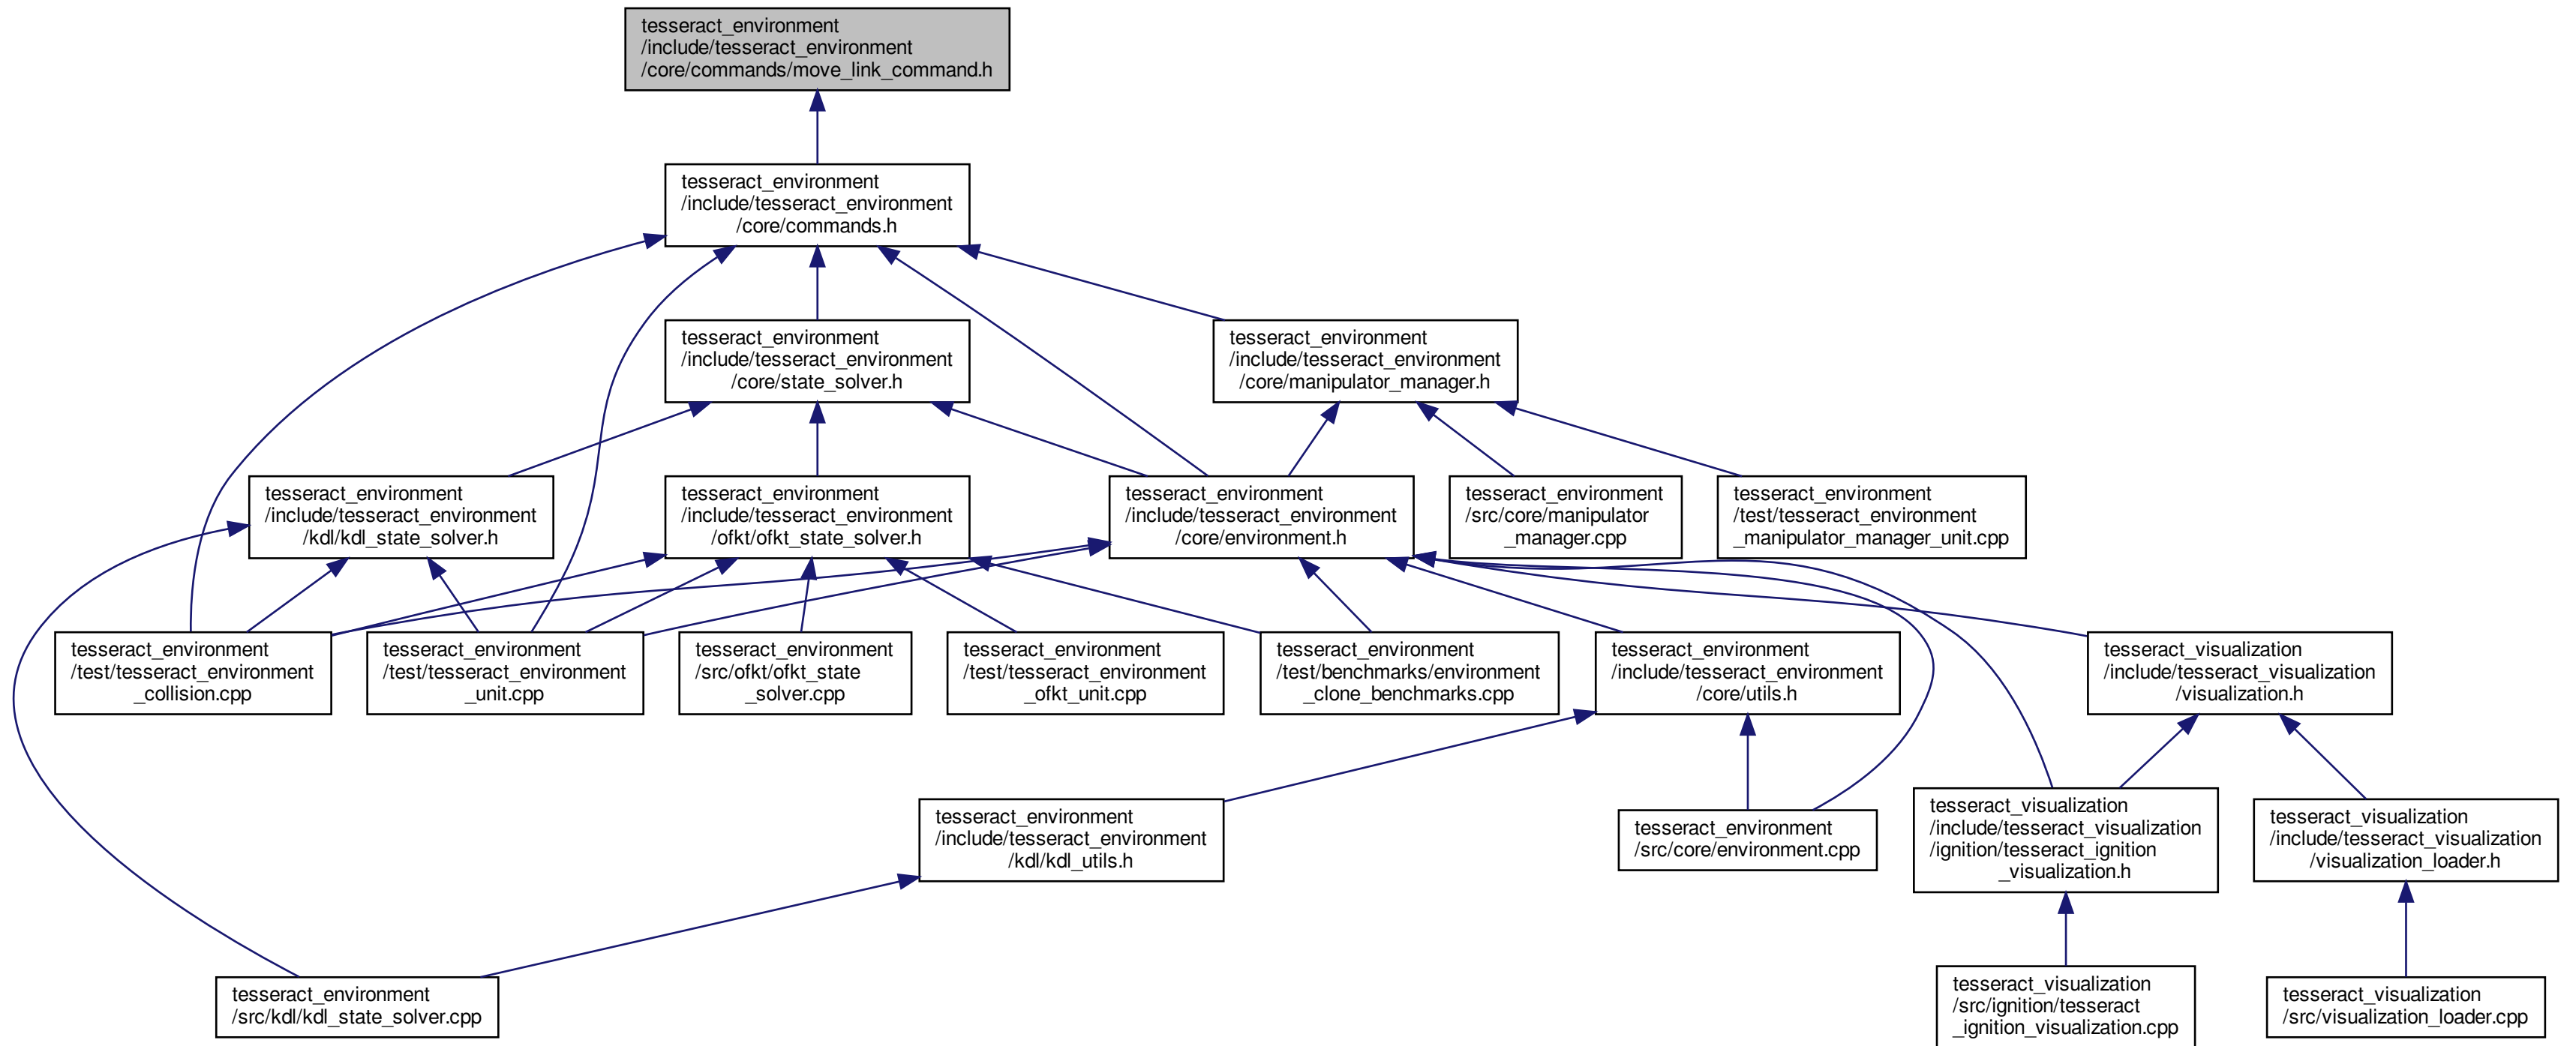 tesseract_environment
/include/tesseract_environment
/core/commands/move_link_command.h
tesseract_environment
/include/tesseract_environment
/core/commands.h
tesseract_environment
/include/tesseract_environment
/core/state_solver.h
tesseract_environment
/include/tesseract_environment
/core/manipulator_manager.h
tesseract_environment
/include/tesseract_environment
/kdl/kdl_state_solver.h
tesseract_environment
/include/tesseract_environment
/ofkt/ofkt_state_solver.h
tesseract_environment
/include/tesseract_environment
/core/environment.h
tesseract_environment
/src/core/manipulator
_manager.cpp
tesseract_environment
/test/tesseract_environment
_manipulator_manager_unit.cpp
tesseract_environment
/test/tesseract_environment
_collision.cpp
tesseract_environment
/test/tesseract_environment
_unit.cpp
tesseract_environment
/src/ofkt/ofkt_state
_solver.cpp
tesseract_environment
/test/tesseract_environment
_ofkt_unit.cpp
tesseract_environment
/test/benchmarks/environment
_clone_benchmarks.cpp
tesseract_environment
/include/tesseract_environment
/core/utils.h
tesseract_visualization
/include/tesseract_visualization
/visualization.h
tesseract_environment
/include/tesseract_environment
/kdl/kdl_utils.h
tesseract_environment
/src/core/environment.cpp
tesseract_visualization
/include/tesseract_visualization
/ignition/tesseract_ignition
_visualization.h
tesseract_visualization
/include/tesseract_visualization
/visualization_loader.h
tesseract_environment
/src/kdl/kdl_state_solver.cpp
tesseract_visualization
/src/ignition/tesseract
_ignition_visualization.cpp
tesseract_visualization
/src/visualization_loader.cpp